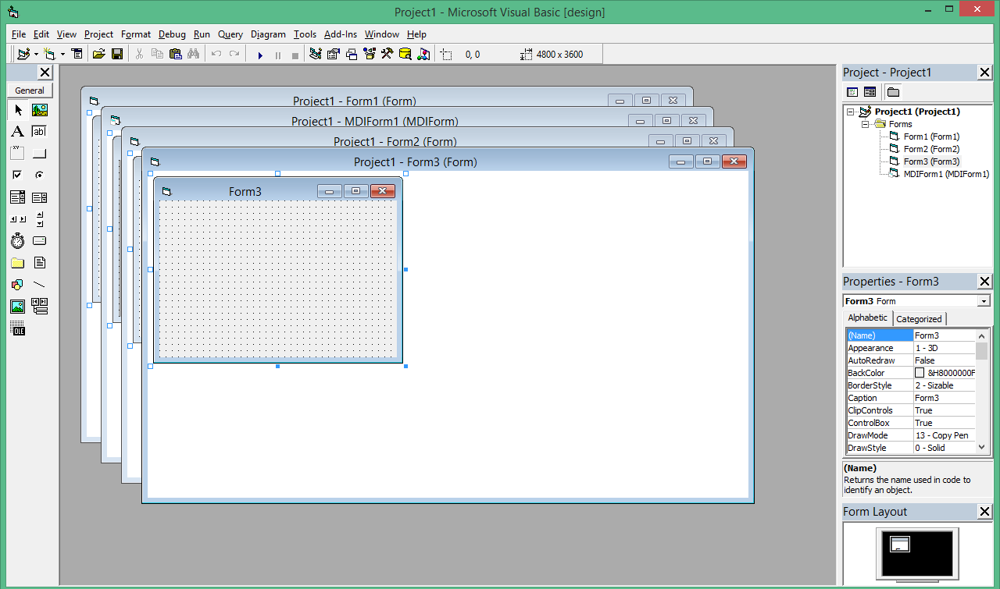 Project1 - Microsoft Visual Basic [design]
File Edit View Project Format Debug Run Query Diagram Tools Add-Ins Window Help
0, 0 4800 x 3600
General
A ab|
XY
OLE
Project1 - Form1 (Form)
Project1 - MDIForm1 (MDIForm)
Project1 - Form2 (Form)
Project1 - Form3 (Form)
Form3
Project - Project1
Project1 (Project1)
Forms
Form1 (Form1)
Form2 (Form2)
Form3 (Form3)
MDIForm1 (MDIForm1)
Properties - Form3
Form3 Form
Alphabetic Categorized
(Name) Form3
Appearance 1 - 3D
AutoRedraw False
BackColor &H8000000F
BorderStyle 2 - Sizable
Caption Form3
ClipControls True
ControlBox True
DrawMode 13 - Copy Pen
DrawStyle 0 - Solid
(Name)
Returns the name used in code to
identify an object.
Form Layout